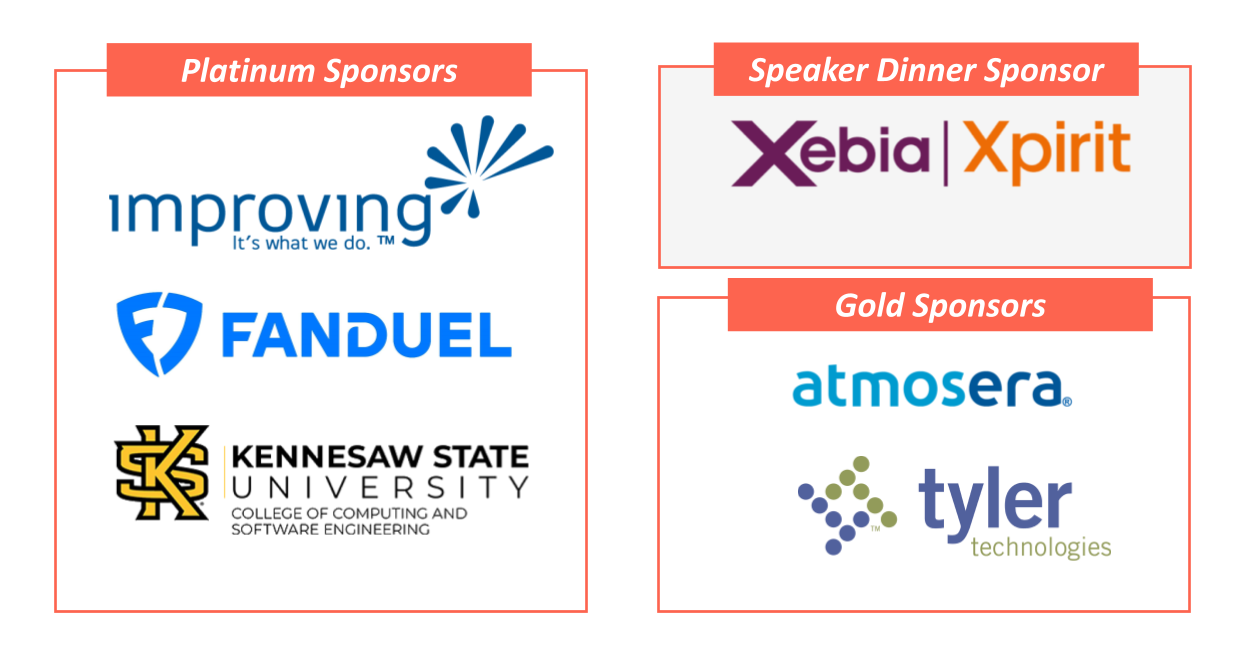 Platinum Sponsors
improving
It's what we do. ™
FANDUEL
KENNESAW STATE
UNIVERSITY
COLLEGE OF COMPUTING AND
SOFTWARE ENGINEERING
Speaker Dinner Sponsor
Xebia | Xpirit
Gold Sponsors
atmosera®
tyler
technologies
™